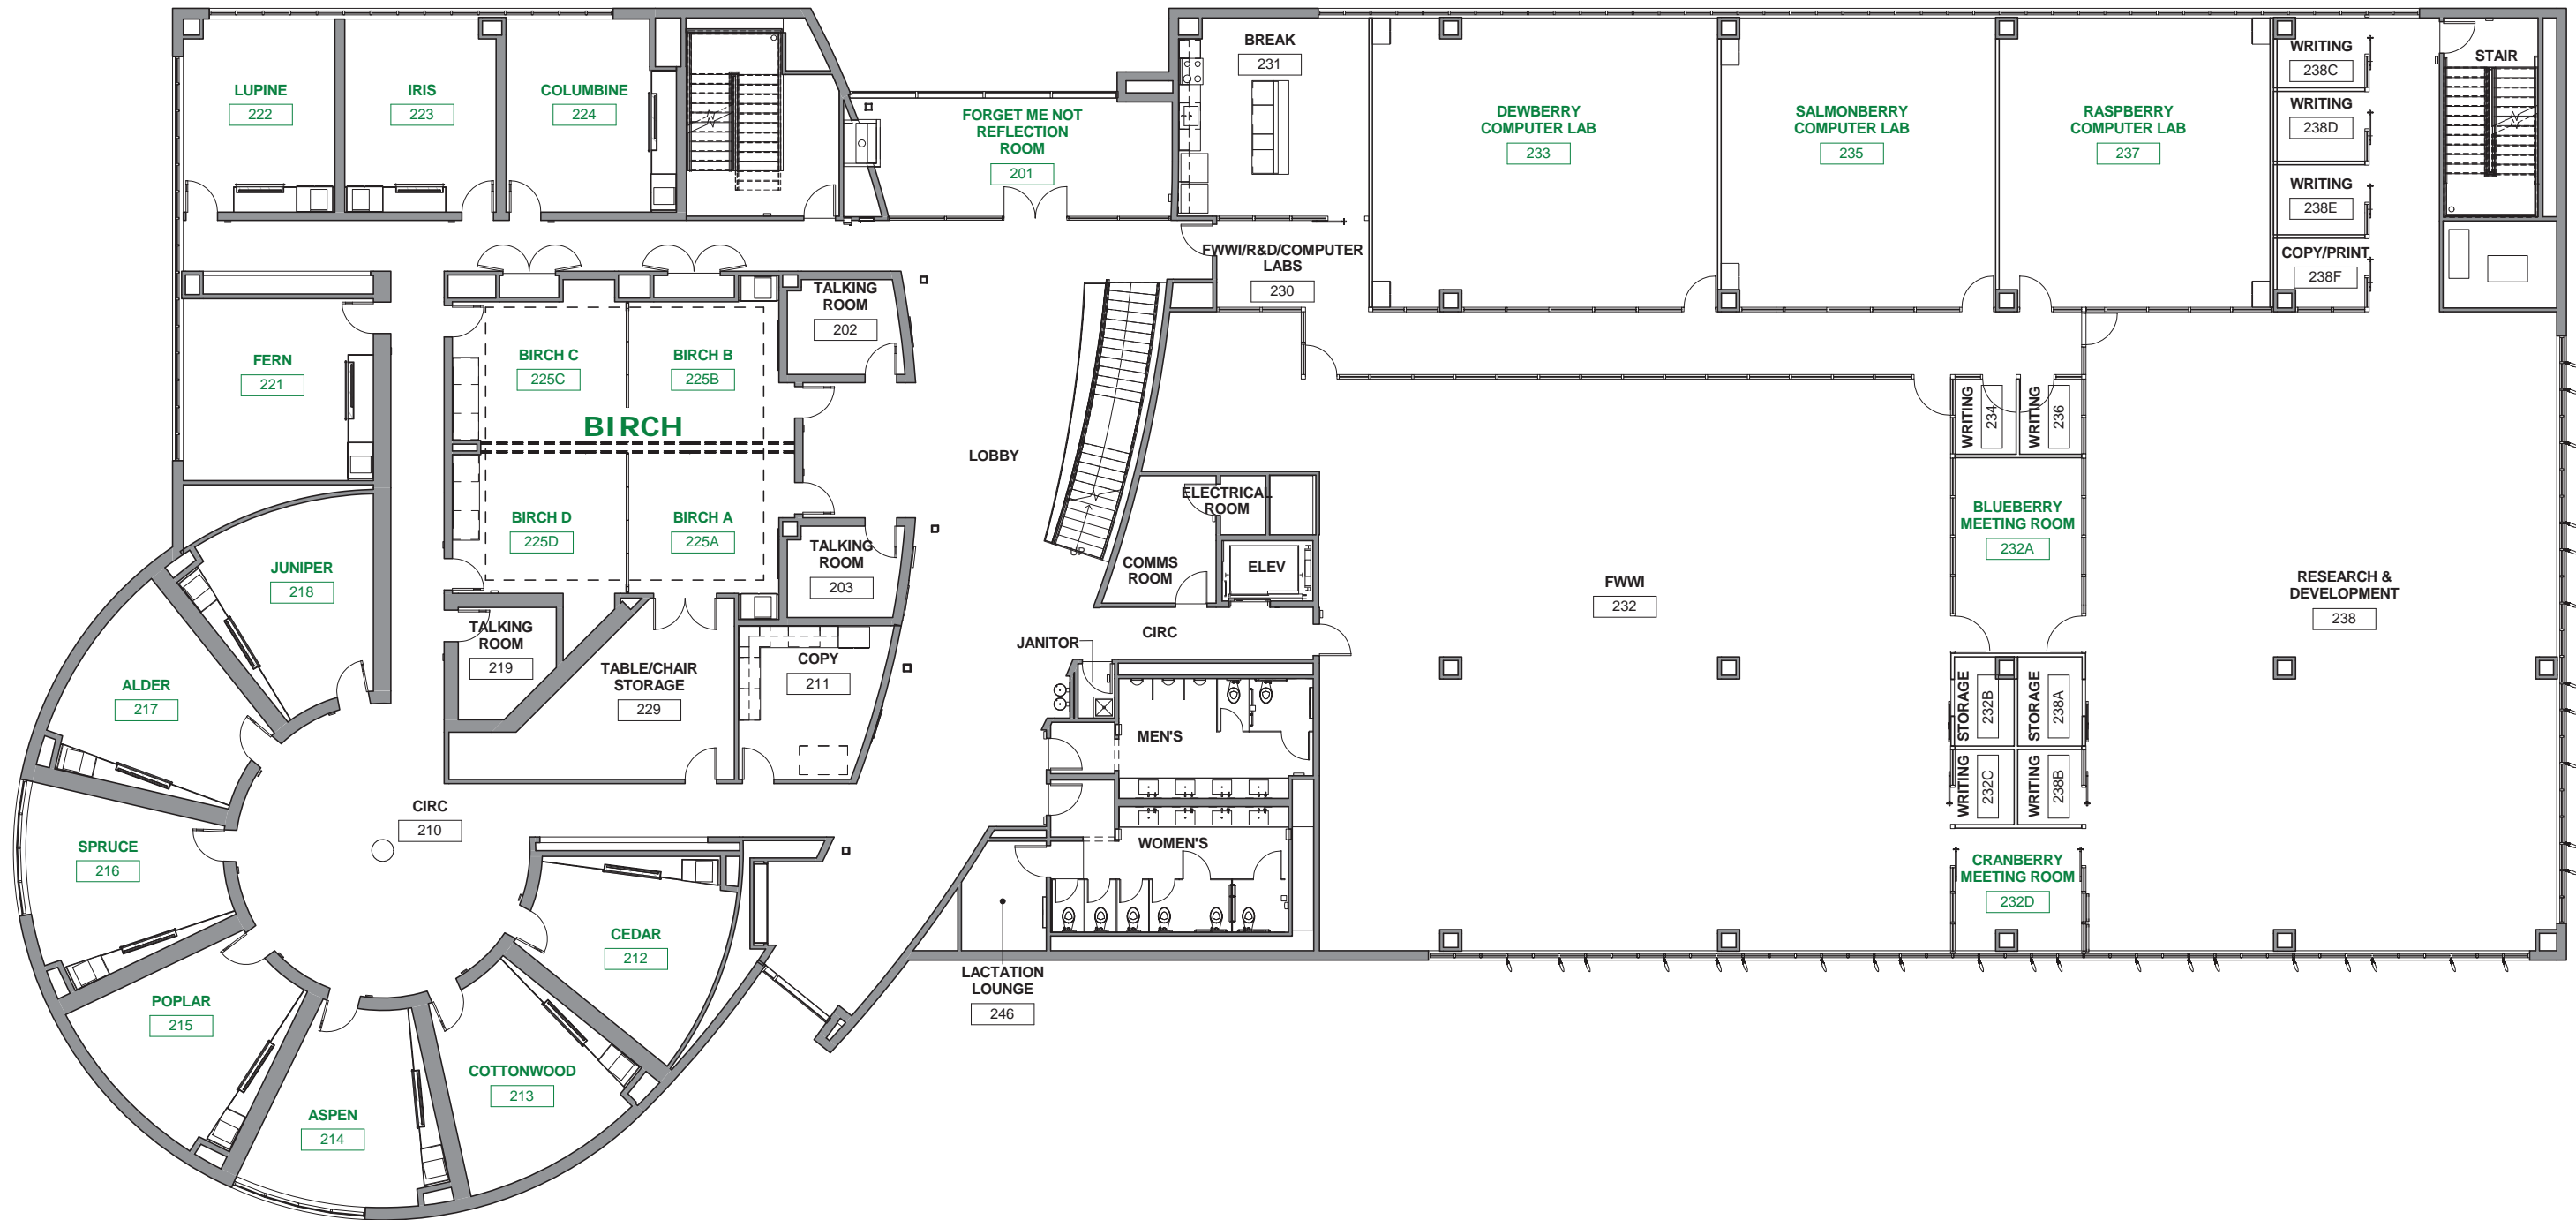 LUPINE
222
IRIS
223
COLUMBINE
224
FORGET ME NOT
REFLECTION
ROOM
201
BREAK
231
DEWBERRY
COMPUTER LAB
233
SALMONBERRY
COMPUTER LAB
235
RASPBERRY
COMPUTER LAB
237
WRITING
238C
WRITING
238D
WRITING
238E
COPY/PRINT
238F
STAIR
FWWI/R&D/COMPUTER
LABS
230
TALKING
ROOM
202
FERN
221
BIRCH C
225C
BIRCH B
225B
BIRCH
BIRCH D
225D
BIRCH A
225A
LOBBY
UP
WRITING
234
WRITING
236
ELECTRICAL
ROOM
COMMS
ROOM
ELEV
BLUEBERRY
MEETING ROOM
232A
FWWI
232
RESEARCH &
DEVELOPMENT
238
TALKING
ROOM
203
JUNIPER
218
TALKING
ROOM
219
TABLE/CHAIR
STORAGE
229
COPY
211
JANITOR
CIRC
ALDER
217
MEN'S
STORAGE
232B
STORAGE
238A
WRITING
232C
WRITING
238B
CIRC
210
SPRUCE
216
WOMEN'S
CRANBERRY
MEETING ROOM
232D
CEDAR
212
LACTATION
LOUNGE
246
POPLAR
215
COTTONWOOD
213
ASPEN
214